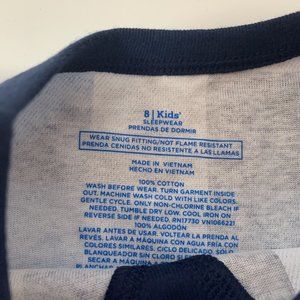 8 | Kids'
SLEEPWEAR
PRENDAS DE DORMIR
WEAR SNUG FITTING/NOT FLAME RESISTANT
PRENDA CENIDAS NO RESISTENTE A LAS LLAMAS
MADE IN VIETNAM
HECHO EN VIETNAM
100% COTTON
WASH BEFORE WEAR. TURN GARMENT INSIDE
OUT. MACHINE WASH COLD WITH LIKE COLORS,
GENTLE CYCLE. ONLY NON-CHLORINE BLEACH IF
NEEDED. TUMBLE DRY LOW. COOL IRON ON
REVERSE SIDE IF NEEDED. RN17730 VN1066221
100% ALGODÓN
LAVAR ANTES DE USAR. VOLTEAR LA PRENDA AL
REVÉS. LAVAR A MÁQUINA CON AGUA FRÍA CON
COLORES SIMILARES. CICLO DELICADO. SÓLO
BLANQUEADOR SIN CLORO SI ES
SECAR A MÁQUINA
PLANCHAR